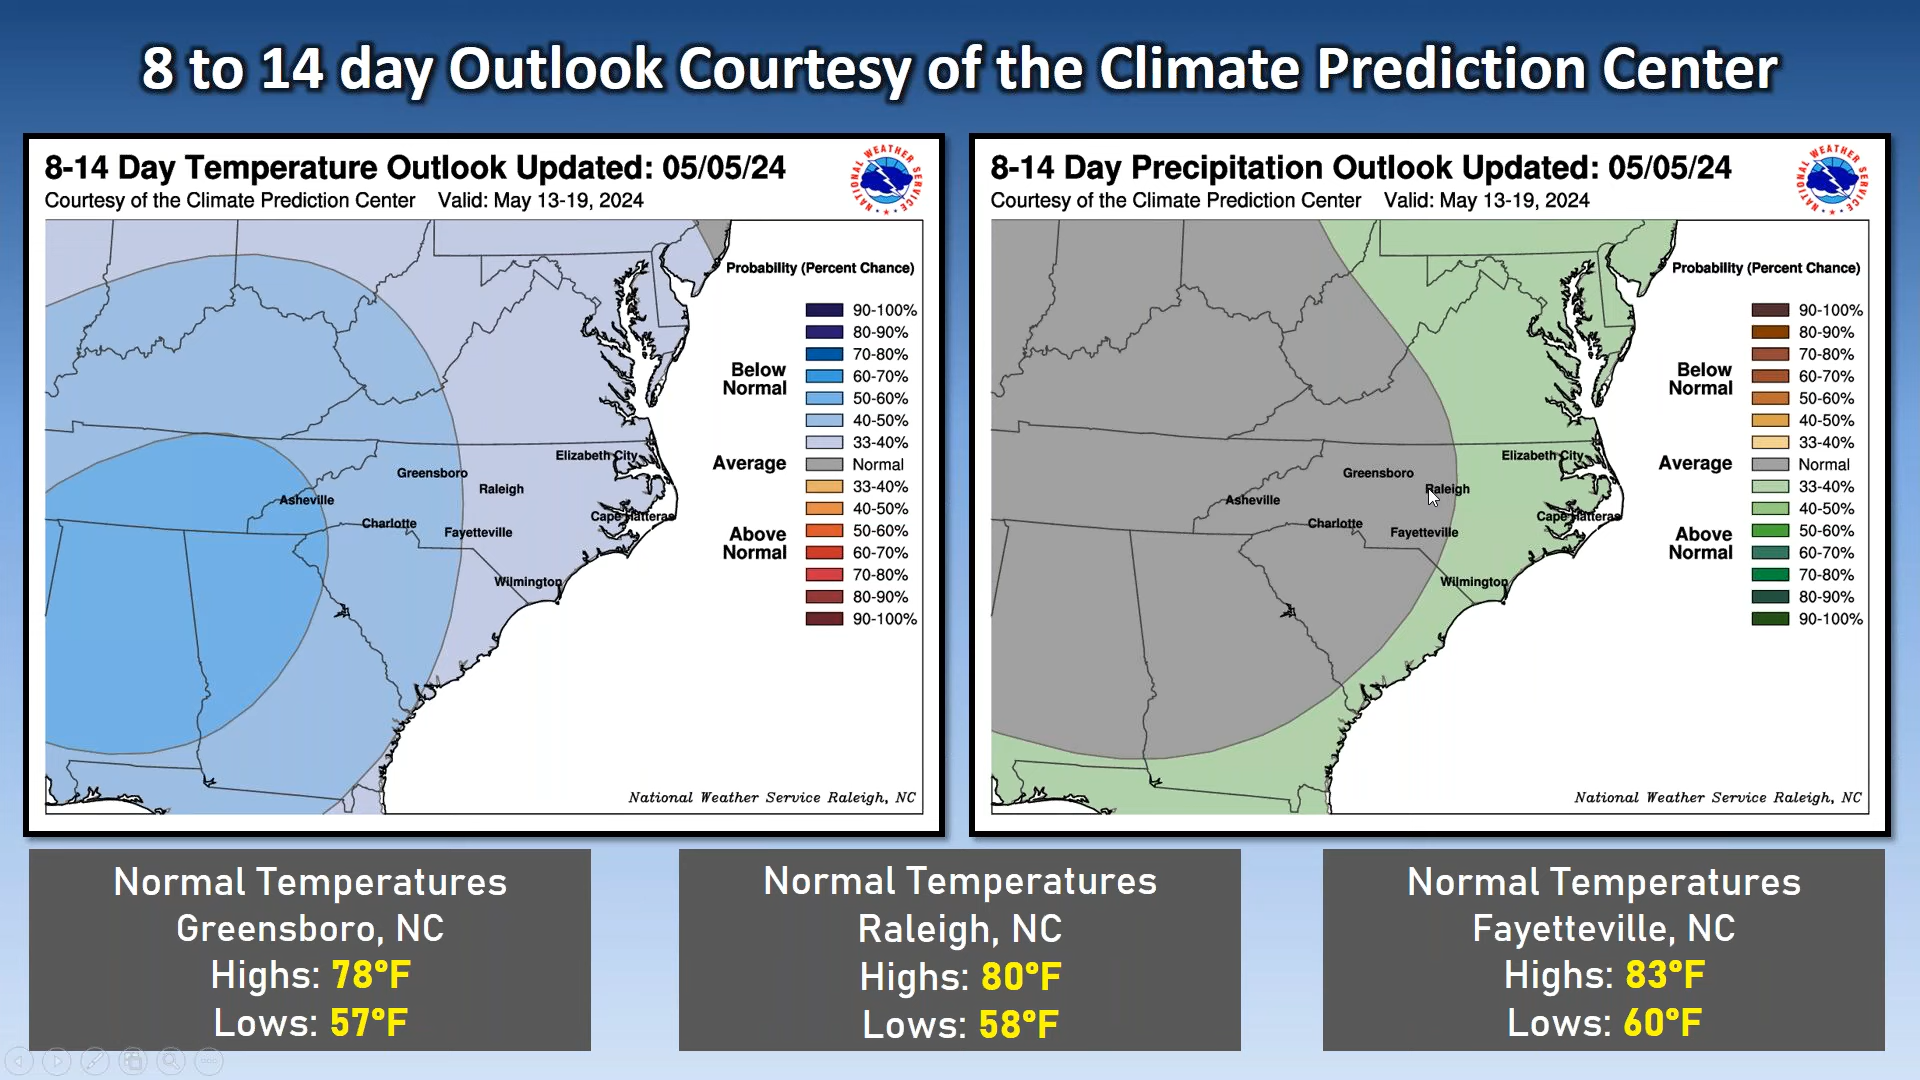 8 to 14 day Outlook Courtesy of the Climate Prediction Center
8-14 Day Temperature Outlook Updated: 05/05/24
Courtesy of the Climate Prediction Center Valid: May 13-19, 2024
NATIONAL WEATHER SERVICE
Probability (Percent Chance)
Below
Normal
90-100%
80-90%
70-80%
60-70%
50-60%
40-50%
33-40%
Average
Normal
Above
Normal
33-40%
40-50%
50-60%
60-70%
70-80%
80-90%
90-100%
Elizabeth City
Greensboro
Raleigh
Asheville
Cape Hatteras
Charlotte
Fayetteville
Wilmington
National Weather Service Raleigh, NC
8-14 Day Precipitation Outlook Updated: 05/05/24
Courtesy of the Climate Prediction Center Valid: May 13-19, 2024
NATIONAL WEATHER SERVICE
Probability (Percent Chance)
Below
Normal
90-100%
80-90%
70-80%
60-70%
50-60%
40-50%
33-40%
Average
Normal
Above
Normal
33-40%
40-50%
50-60%
60-70%
70-80%
80-90%
90-100%
Elizabeth City
Greensboro
Raleigh
Asheville
Cape Hatteras
Charlotte
Fayetteville
Wilmington
National Weather Service Raleigh, NC
Normal Temperatures
Greensboro, NC
Highs: 78°F
Lows: 57°F
Normal Temperatures
Raleigh, NC
Highs: 80°F
Lows: 58°F
Normal Temperatures
Fayetteville, NC
Highs: 83°F
Lows: 60°F